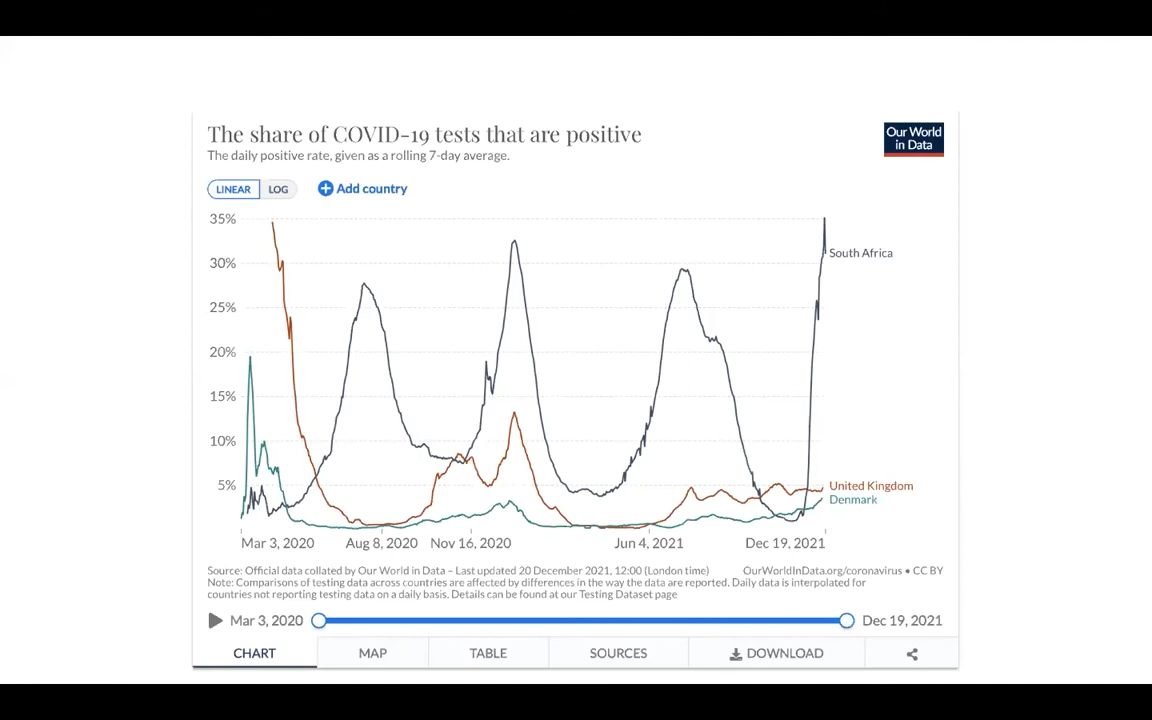 The share of COVID-19 tests that are positive
The daily positive rate, given as a rolling 7-day average.
Our World
in Data
LINEAR LOG
Add country
35%
30%
25%
20%
15%
10%
5%
South Africa
United Kingdom
Denmark
Mar 3, 2020 Aug 8, 2020 Nov 16, 2020 Jun 4, 2021 Dec 19, 2021
Source: Official data collated by Our World in Data – Last updated 20 December 2021, 12:00 (London time) OurWorldInData.org/coronavirus • CC BY
Note: Comparisons of testing data across countries are affected by differences in the way the data are reported. Daily data is interpolated for
countries not reporting testing data on a daily basis. Details can be found at our Testing Dataset page
Mar 3, 2020 Dec 19, 2021
CHART MAP TABLE SOURCES DOWNLOAD